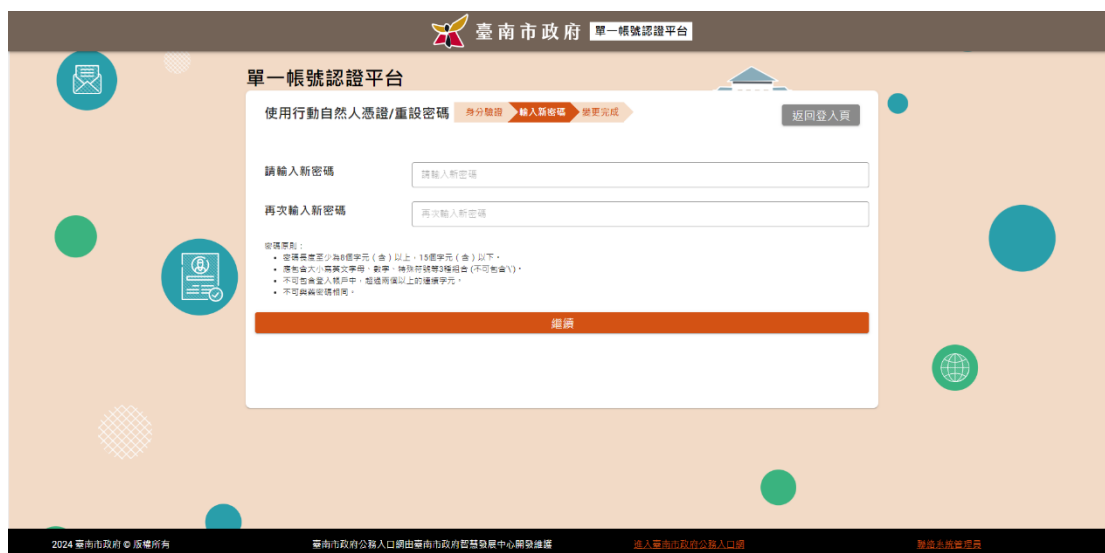 臺南市政府 單一帳號認證平台
單一帳號認證平台
使用行動自然人憑證/重設密碼 身分驗證 輸入新密碼 變更完成 返回登入頁
請輸入新密碼 請輸入新密碼
再次輸入新密碼 再次輸入新密碼
密碼原則：
• 密碼長度至少為8個字元（含）以上、15個字元（含）以下。
• 應包含大小寫英文字母、數字、特殊符號等3種組合 (不可包含'\')。
• 不可包含登入帳戶中，超過兩個以上的連續字元。
• 不可與舊密碼相同。
繼續
2024 臺南市政府 © 版權所有 臺南市政府公務入口網由臺南市政府智慧發展中心開發維護 進入臺南市政府公務入口網 聯絡系統管理員